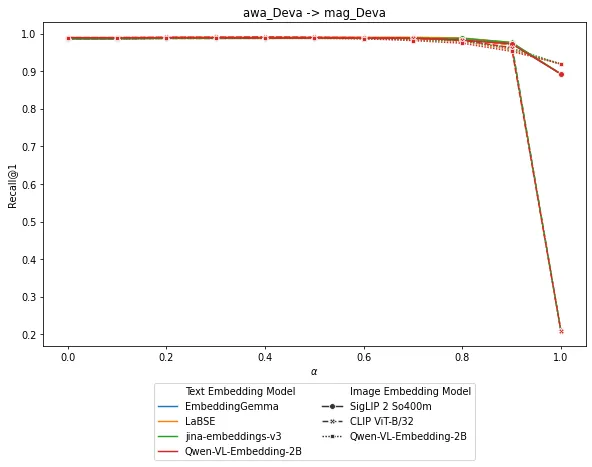 awa_Deva -> mag_Deva
1.0
0.9
0.8
0.7
0.6
0.5
0.4
0.3
0.2
Recall@1
0.0 0.2 0.4 0.6 0.8 1.0
α
Text Embedding Model Image Embedding Model
EmbeddingGemma SigLIP 2 So400m
LaBSE CLIP ViT-B/32
jina-embeddings-v3 Qwen-VL-Embedding-2B
Qwen-VL-Embedding-2B